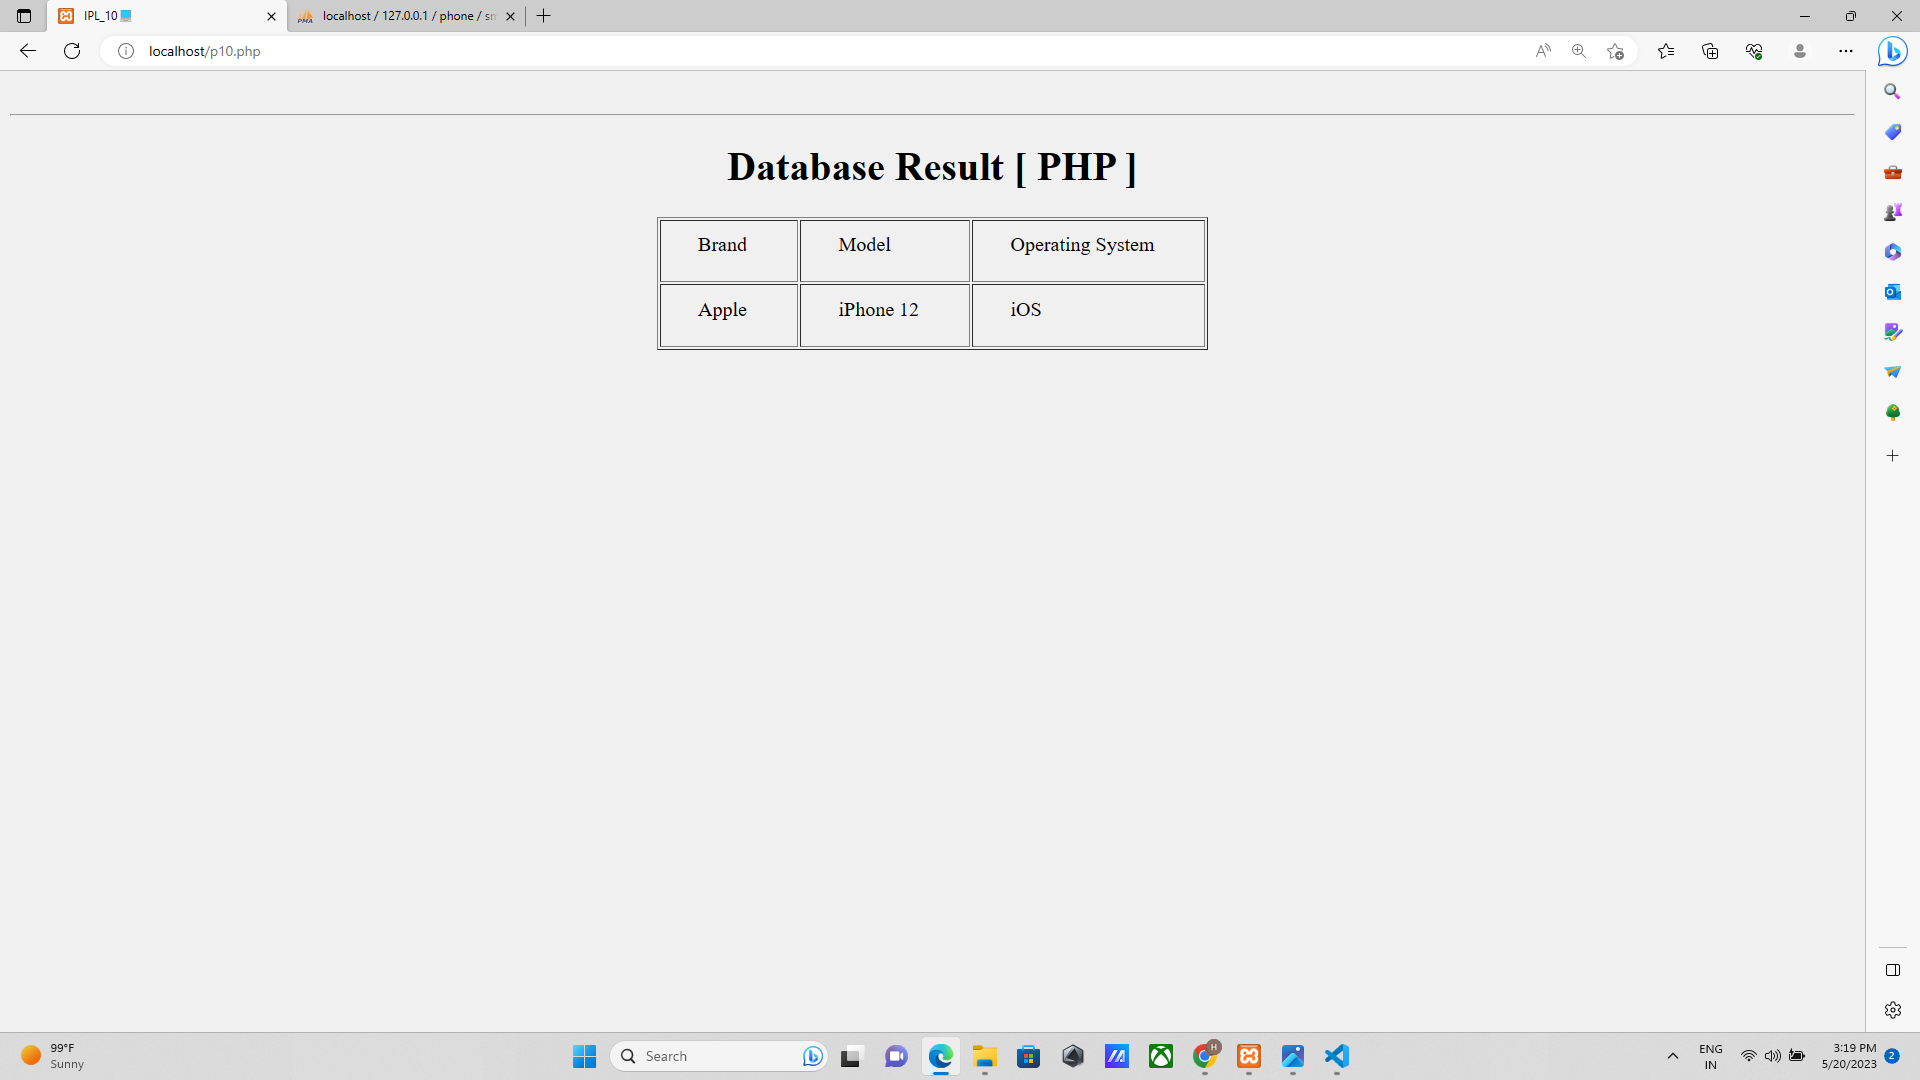 IPL_10
localhost / 127.0.0.1 / phone / sm
localhost/p10.php
Database Result [ PHP ]
Brand Model Operating System
Apple iPhone 12 iOS
99°F
Sunny
Search
H
ENG
IN
3:19 PM
5/20/2023
2